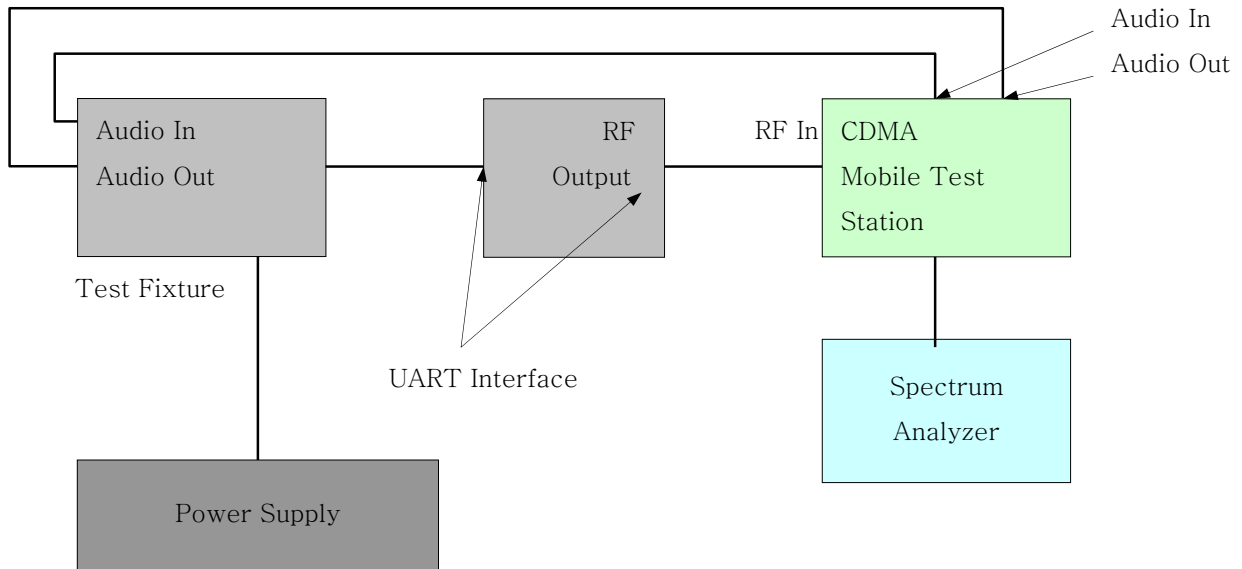 Audio In
Audio Out
Audio In
Audio Out
RF
Output
RF In
CDMA
Mobile Test
Station
Test Fixture
UART Interface
Spectrum
Analyzer
Power Supply